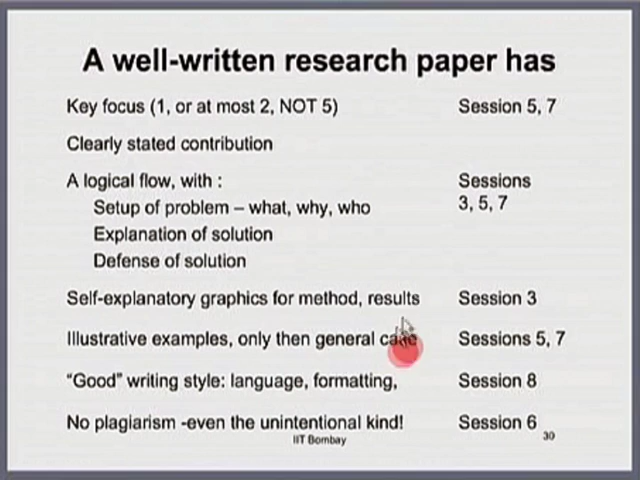 A well-written research paper has
Key focus (1, or at most 2, NOT 5) Session 5, 7
Clearly stated contribution
A logical flow, with : Sessions
Setup of problem – what, why, who 3, 5, 7
Explanation of solution
Defense of solution
Self-explanatory graphics for method, results Session 3
Illustrative examples, only then general case Sessions 5, 7
"Good" writing style: language, formatting, Session 8
No plagiarism -even the unintentional kind! Session 6
IIT Bombay 30